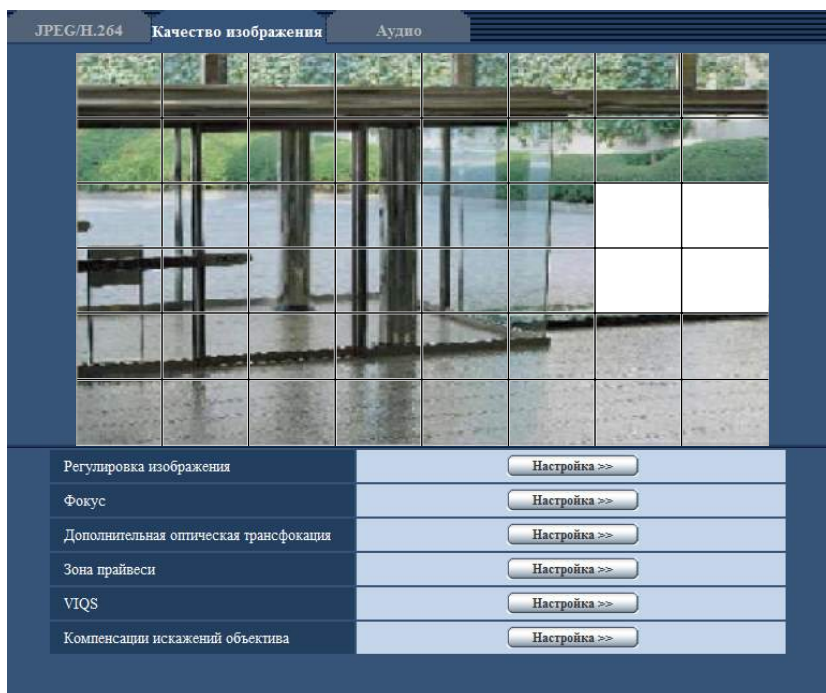 JPEG/H.264 Качество изображения Аудио
Регулировка изображения Настройка >>
Фокус Настройка >>
Дополнительная оптическая трансфокация Настройка >>
Зона прайвеси Настройка >>
VIQS Настройка >>
Компенсации искажений объектива Настройка >>